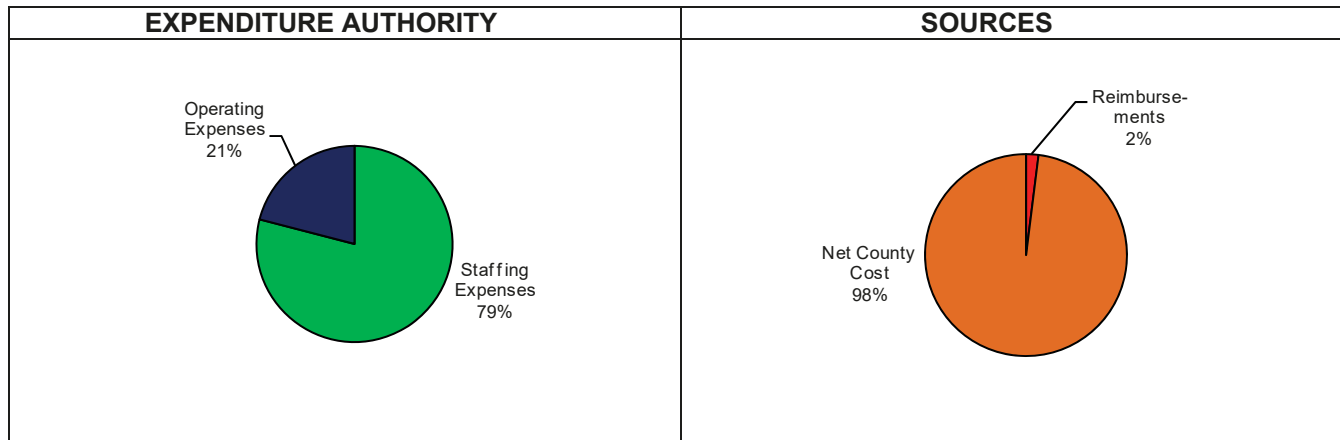 EXPENDITURE AUTHORITY
SOURCES
Operating
Expenses
21%
Staffing
Expenses
79%
Reimburse-
ments
2%
Net County
Cost
98%